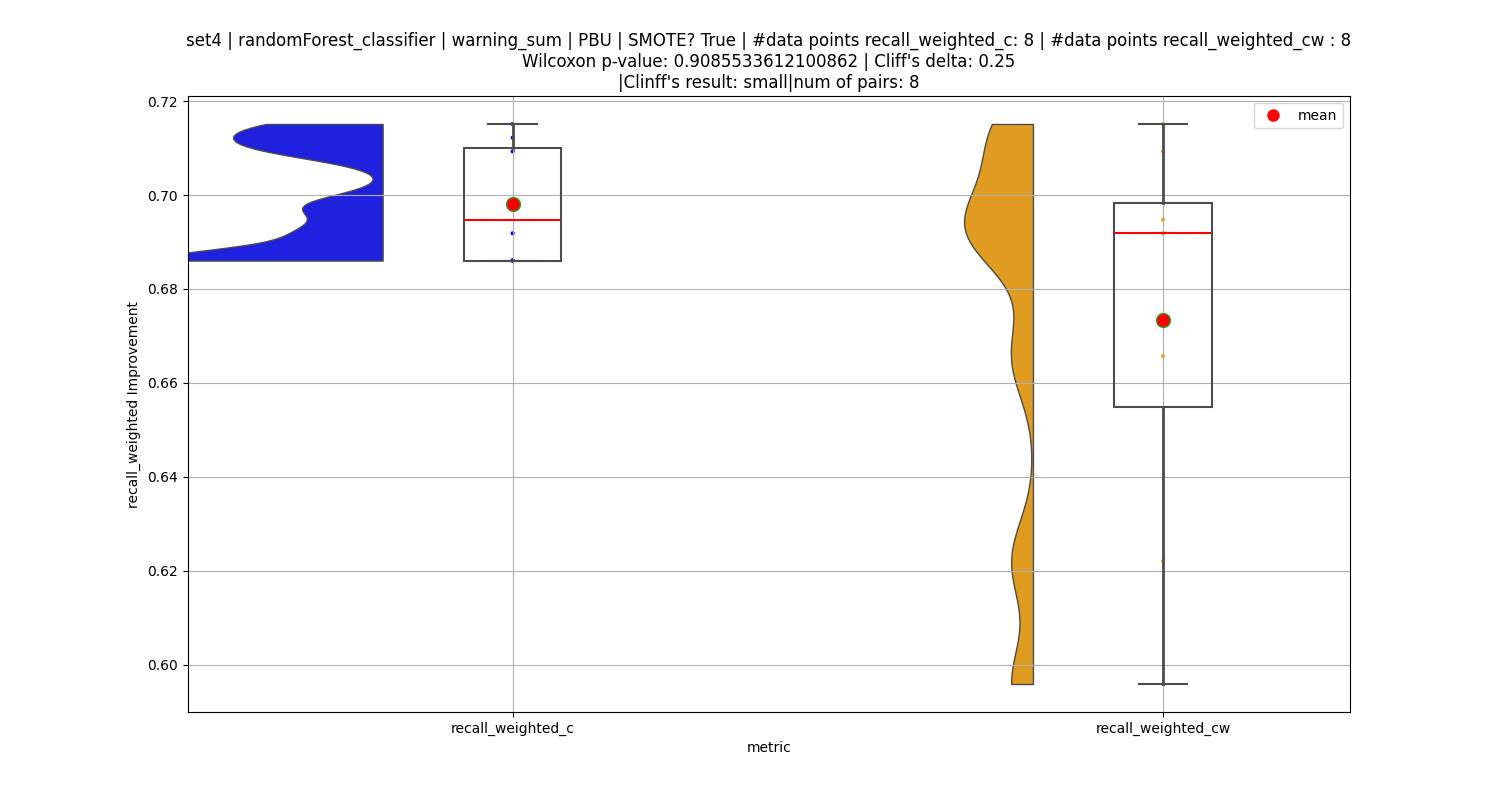 set4 | randomForest_classifier | warning_sum | PBU | SMOTE? True | #data points recall_weighted_c: 8 | #data points recall_weighted_cw : 8
Wilcoxon p-value: 0.9085533612100862 | Cliff's delta: 0.25
|Clinff's result: small|num of pairs: 8
mean
0.72
0.70
0.68
0.66
0.64
0.62
0.60
recall_weighted Improvement
recall_weighted_c
recall_weighted_cw
metric